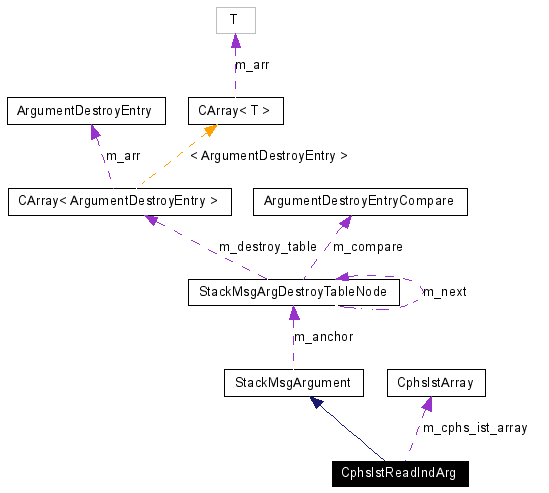 T
m_arr
ArgumentDestroyEntry
CArray< T >
m_arr
< ArgumentDestroyEntry >
CArray< ArgumentDestroyEntry >
ArgumentDestroyEntryCompare
m_destroy_table
m_compare
StackMsgArgDestroyTableNode
m_next
m_anchor
StackMsgArgument
CphsIstArray
m_cphs_ist_array
CphsIstReadIndArg